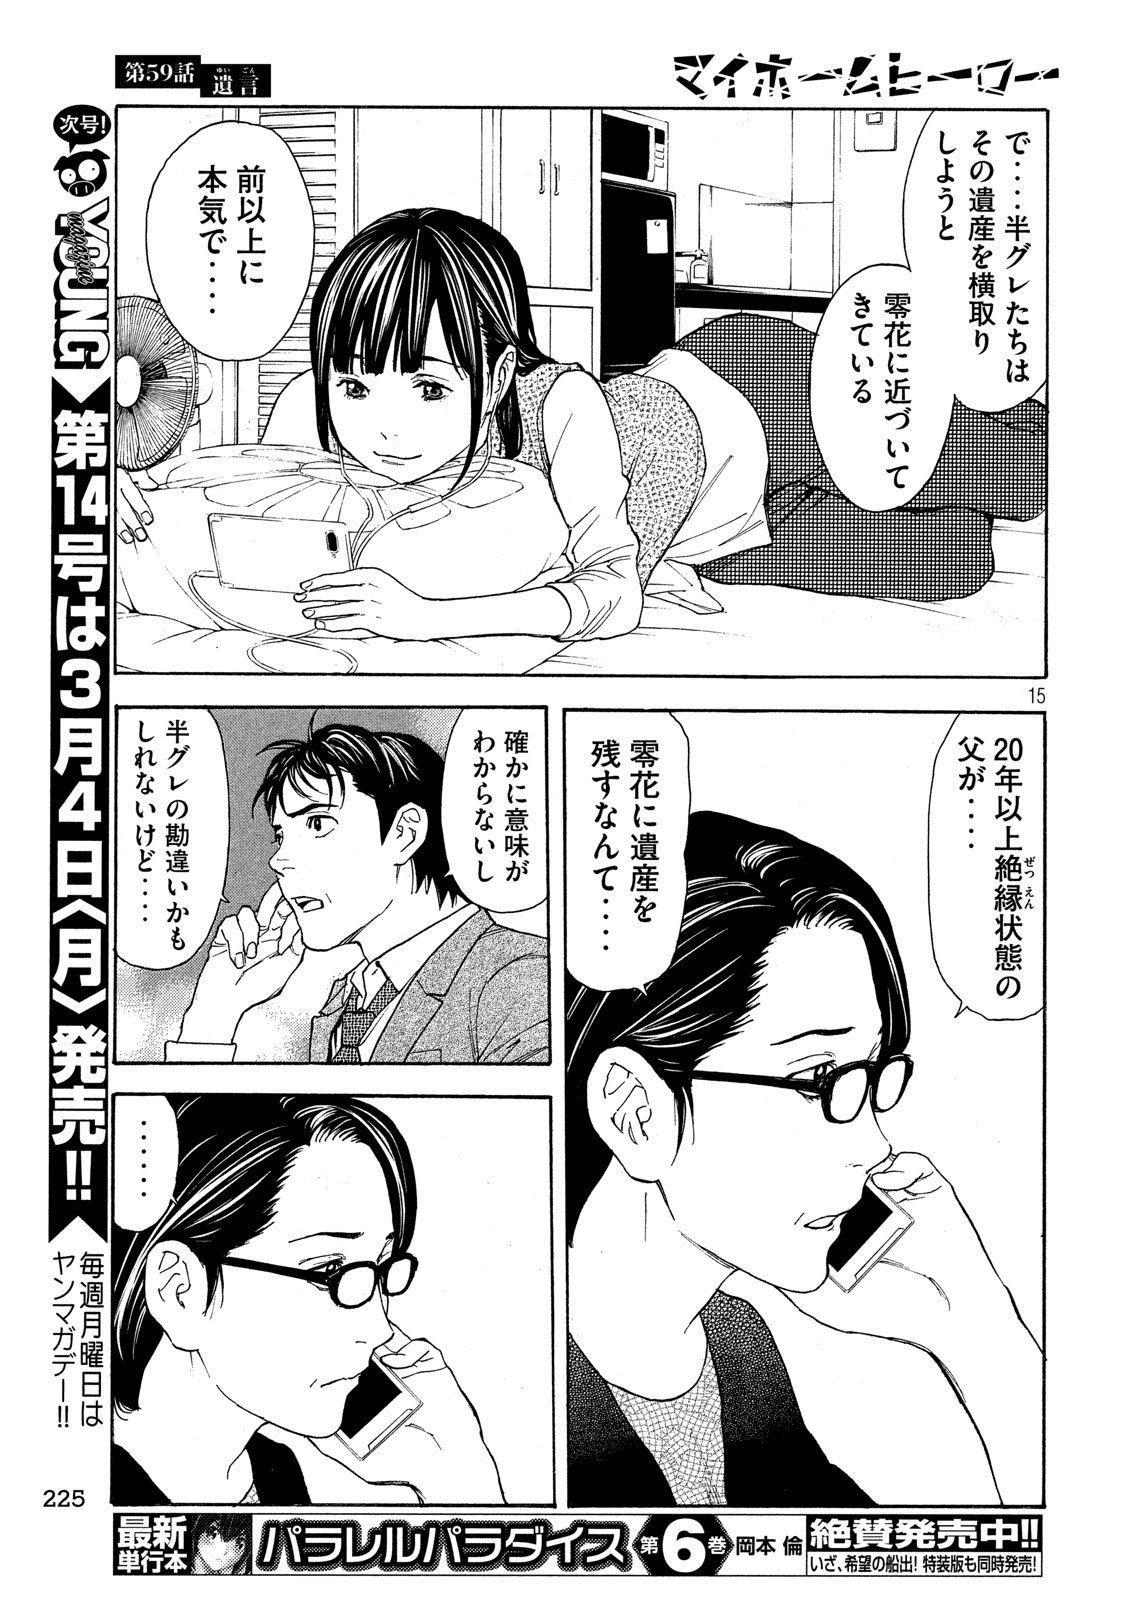 第59話
遺言
ゆいごん
マイホームヒーロー
で‥‥半グレたちは
その遺産を横取り
しようと
零花に近づいて
きている
前以上に
本気で‥‥
15
20年以上絶縁状態の
ぜつえん
父が‥‥
零花に遺産を
残すなんて‥‥
確かに意味が
わからないし
半グレの勘違いかも
しれないけど‥‥
‥‥‥
次号!
YOUNG
magazine
第14号は3月4日〈月〉発売!!
毎週月曜日は
ヤンマガデー!!
225
最新
単行本
パラレルパラダイス
第6巻
岡本 倫
絶賛発売中!!
いざ、希望の船出! 特装版も同時発売!